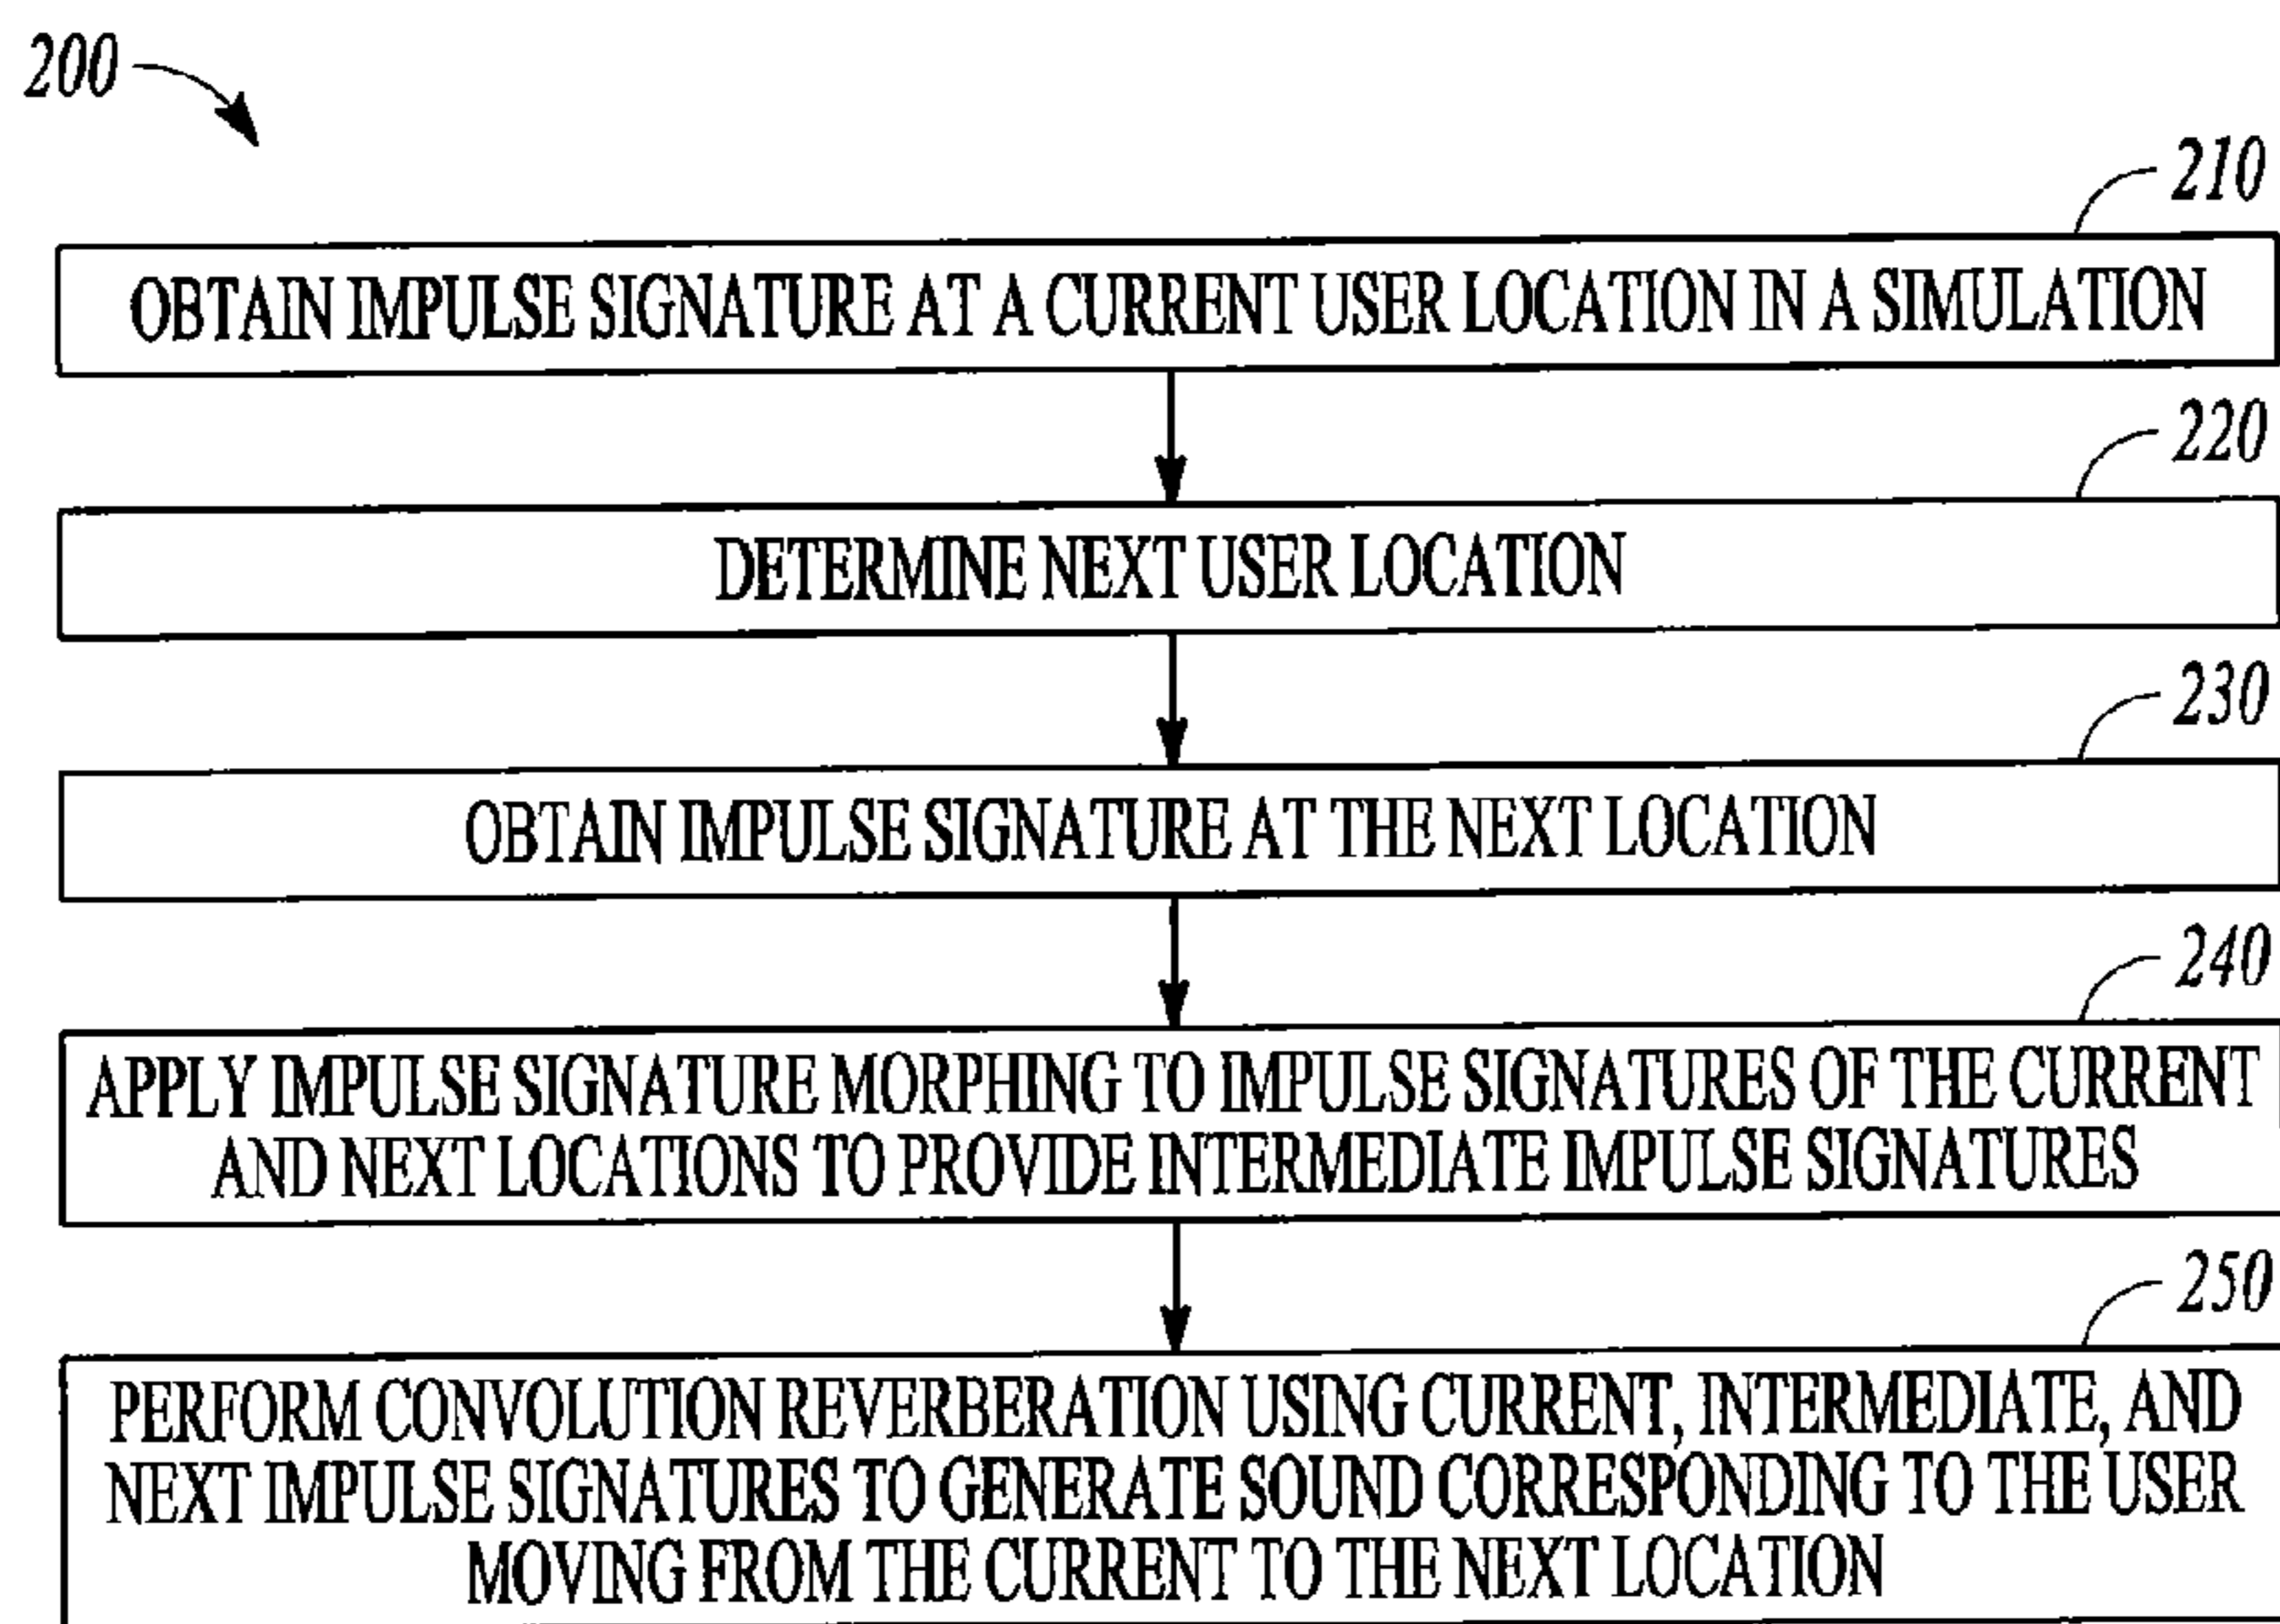 200
210
OBTAIN IMPULSE SIGNATURE AT A CURRENT USER LOCATION IN A SIMULATION
220
DETERMINE NEXT USER LOCATION
230
OBTAIN IMPULSE SIGNATURE AT THE NEXT LOCATION
240
APPLY IMPULSE SIGNATURE MORPHING TO IMPULSE SIGNATURES OF THE CURRENT
AND NEXT LOCATIONS TO PROVIDE INTERMEDIATE IMPULSE SIGNATURES
250
PERFORM CONVOLUTION REVERBERATION USING CURRENT, INTERMEDIATE, AND
NEXT IMPULSE SIGNATURES TO GENERATE SOUND CORRESPONDING TO THE USER
MOVING FROM THE CURRENT TO THE NEXT LOCATION